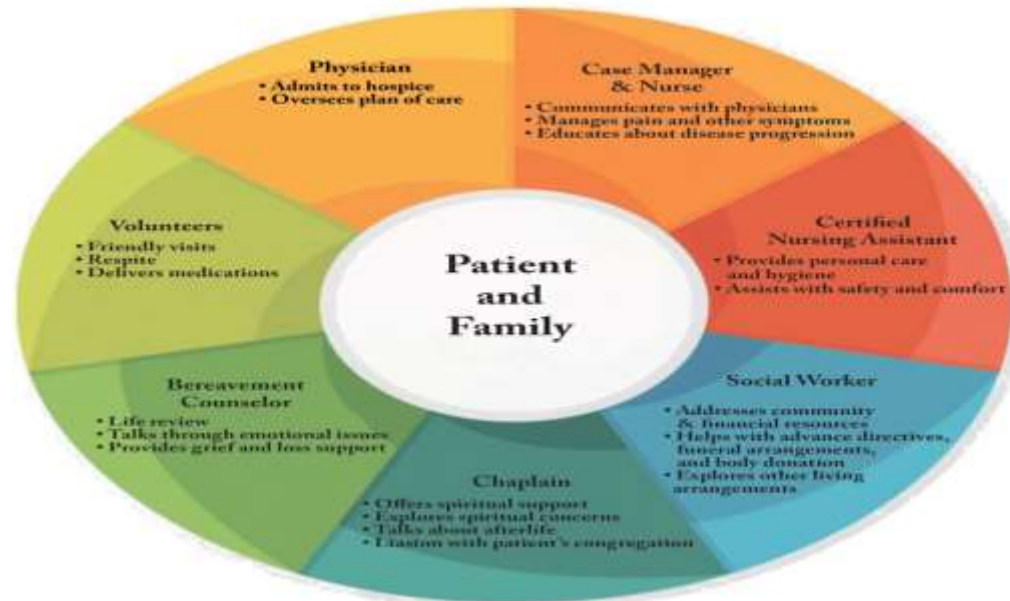 Physician
• Admits to hospice
• Oversees plan of care
Case Manager
& Nurse
• Communicates with physicians
• Manages pain and other symptoms
• Educates about disease progression
Certified
Nursing Assistant
• Provides personal care
and hygiene
• Assists with safety and comfort
Social Worker
• Addresses community
& financial resources
• Helps with advance directives,
funeral arrangements,
and body donation
• Explores other living
arrangements
Chaplain
• Offers spiritual support
• Explores spiritual concerns
• Talks about afterlife
• Liaison with patient's congregation
Bereavement
Counselor
• Life review
• Talks through emotional issues
• Provides grief and loss support
Volunteers
• Friendly visits
• Respite
• Delivers medications
Patient
and
Family